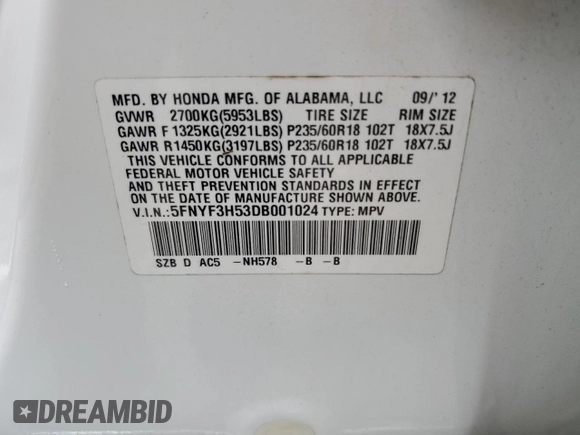 MFD. BY HONDA MFG. OF ALABAMA, LLC 09/' 12
GVWR 2700KG(5953LBS) TIRE SIZE RIM SIZE
GAWR F 1325KG(2921LBS) P235/60R18 102T 18X7.5J
GAWR R1450KG(3197LBS) P235/60R18 102T 18X7.5J
THIS VEHICLE CONFORMS TO ALL APPLICABLE
FEDERAL MOTOR VEHICLE SAFETY
AND THEFT PREVENTION STANDARDS IN EFFECT
ON THE DATE OF MANUFACTURE SHOWN ABOVE.
V.I.N.:5FNYF3H53DB001024 TYPE: MPV
SZB D AC5 -NH578 -B -B
DREAMBID